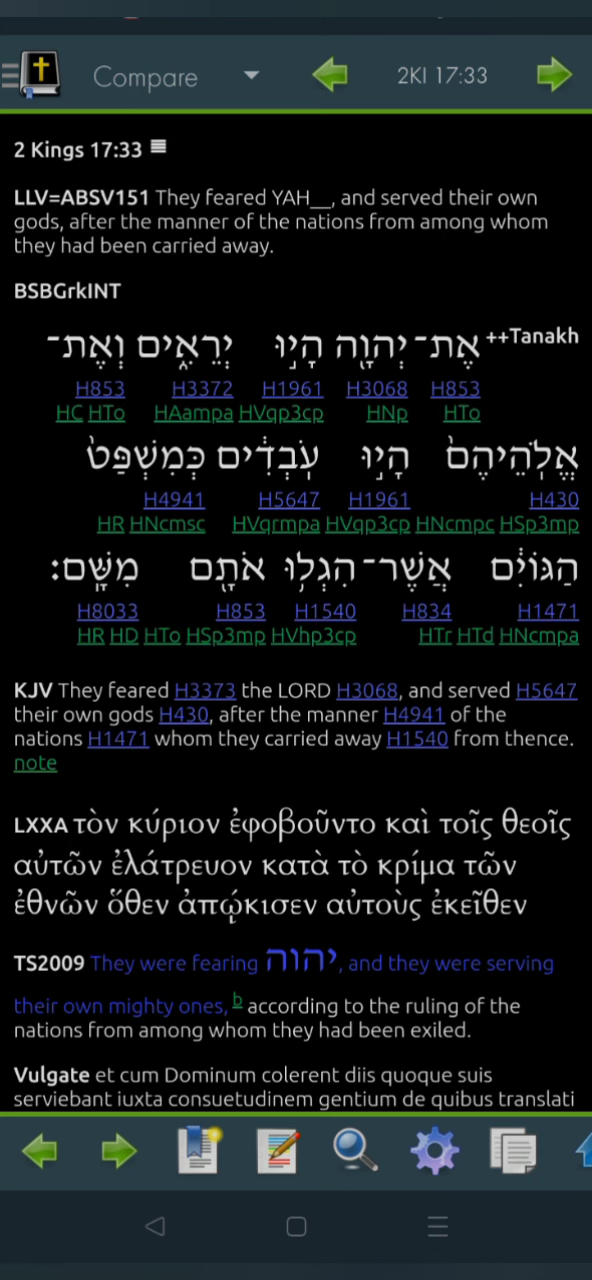 Compare
2KI 17:33
2 Kings 17:33
LLV=ABSV151 They feared YAH__, and served their own
gods, after the manner of the nations from among whom
they had been carried away.
BSBGrkINT
++Tanakh אֶת־ יְהוָ֖ה הָי֣וּ יְרֵאִ֑ים וְאֶת־
H853 H3068 H1961 H3372 H853
HTo HNp HVqp3cp HAampa HC HTo
אֱלֹֽהֵיהֶם֙ הָי֣וּ עֹֽבְדִ֔ים כְּמִשְׁפַּט֙
H430 H1961 H5647 H4941
HNcmpc HSp3mp HVqp3cp HVqrmpa HR HNcmsc
הַגּוֹיִ֔ם אֲשֶׁר־ הִגְל֥וּ אֹתָ֖ם מִשָּֽׁם׃
H1471 H834 H1540 H853 H8033
HTd HNcmpa HTr HVhp3cp HTo HSp3mp HR HD
KJV They feared H3373 the LORD H3068, and served H5647
their own gods H430, after the manner H4941 of the
nations H1471 whom they carried away H1540 from thence.
note
LXXA τὸν κύριον ἐφοβοῦντο καὶ τοῖς θεοῖς
αὐτῶν ἐλάτρευον κατὰ τὸ κρίμα τῶν
ἐθνῶν ὅθεν ἀπῴκισεν αὐτοὺς ἐκεῖθεν
TS2009 They were fearing יהוה, and they were serving
their own mighty ones, b according to the ruling of the
nations from among whom they had been exiled.
Vulgate et cum Dominum colerent diis quoque suis
serviebant iuxta consuetudinem gentium de quibus translati